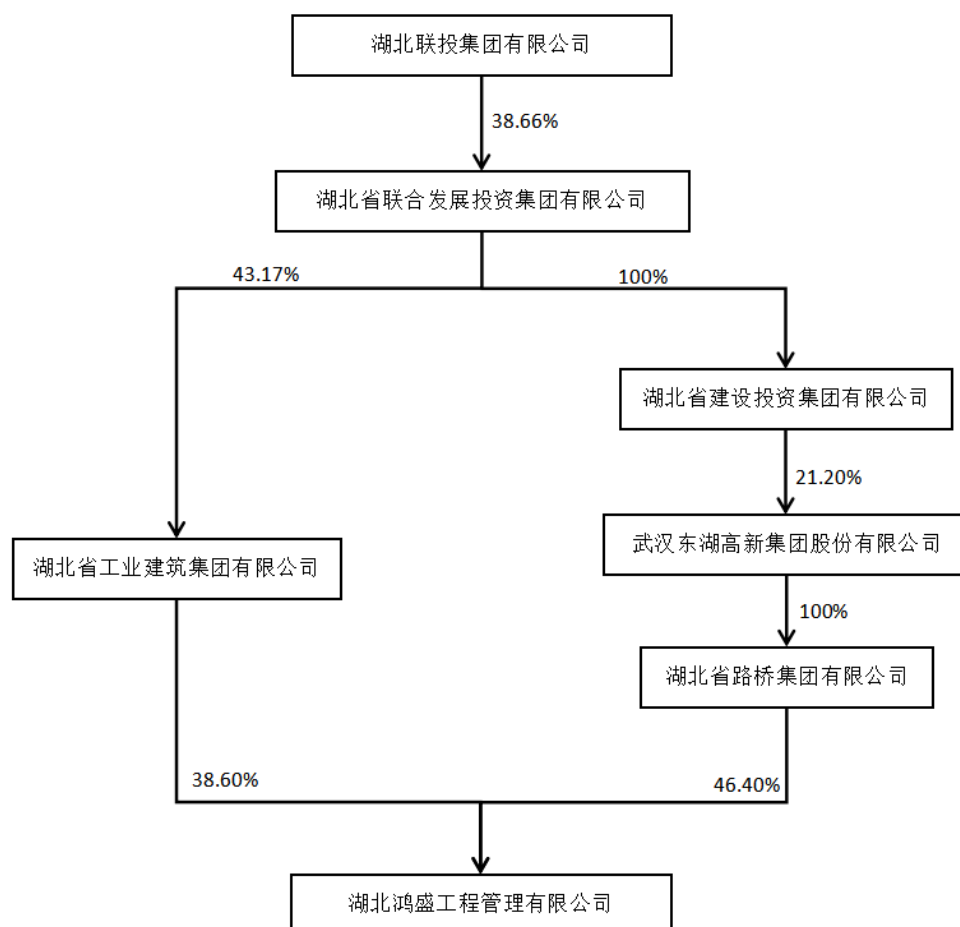 湖北联投集团有限公司
38.66%
湖北省联合发展投资集团有限公司
43.17%
100%
湖北省建设投资集团有限公司
21.20%
武汉东湖高新集团股份有限公司
湖北省工业建筑集团有限公司
100%
湖北省路桥集团有限公司
38.60%
46.40%
湖北鸿盛工程管理有限公司